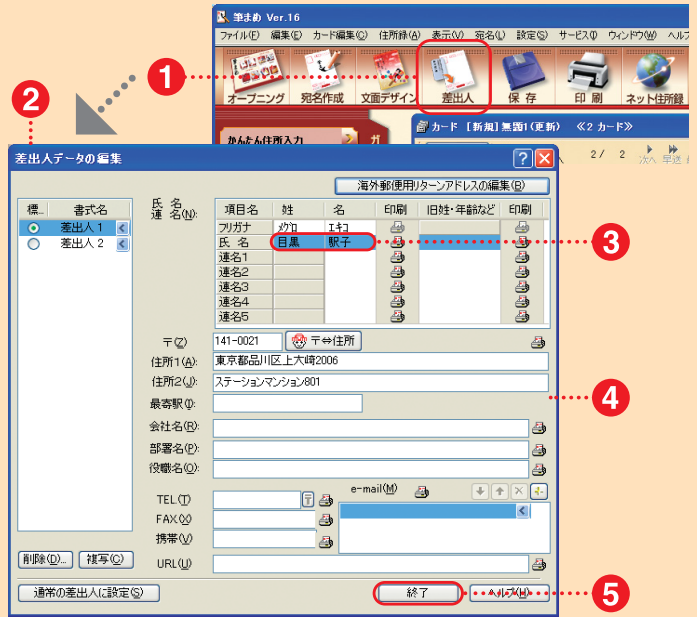 筆まめ Ver.16
ファイル(F) 編集(E) カード編集(C) 住所録(A) 表示(V) 宛名(L) 設定(S) サービス(I) ウィンドウ(W) ヘルプ
オープニング 宛名作成 文面デザイン 差出人 保 存 印 刷 ネット住所録
1
2
かんたん住所入力
カード [新規]無題1(更新) ≪2 カード≫
2/ 2 次へ 早送
差出人データの編集
海外郵便用リターンアドレスの編集(B)
標... 書式名
差出人 1
差出人 2
氏 名
連 名(N):
項目名 姓 名 印刷 旧姓・年齢など 印刷
フリガナ メグロ エキコ
氏 名 目黒 駅子
3
連名1
連名2
連名3
連名4
連名5
〒(Z) 141-0021 〒⇔住所
住所1(A): 東京都品川区上大崎2006
住所2(J): ステーションマンション801
4
最寄駅(I):
会社名(R):
部署名(P):
役職名(O):
TEL(T)
e-mail(M)
FAX(X)
携帯(V)
URL(U)
削除(D)... 複写(C)
通常の差出人に設定(S) 終了 ヘルプ(H)
5